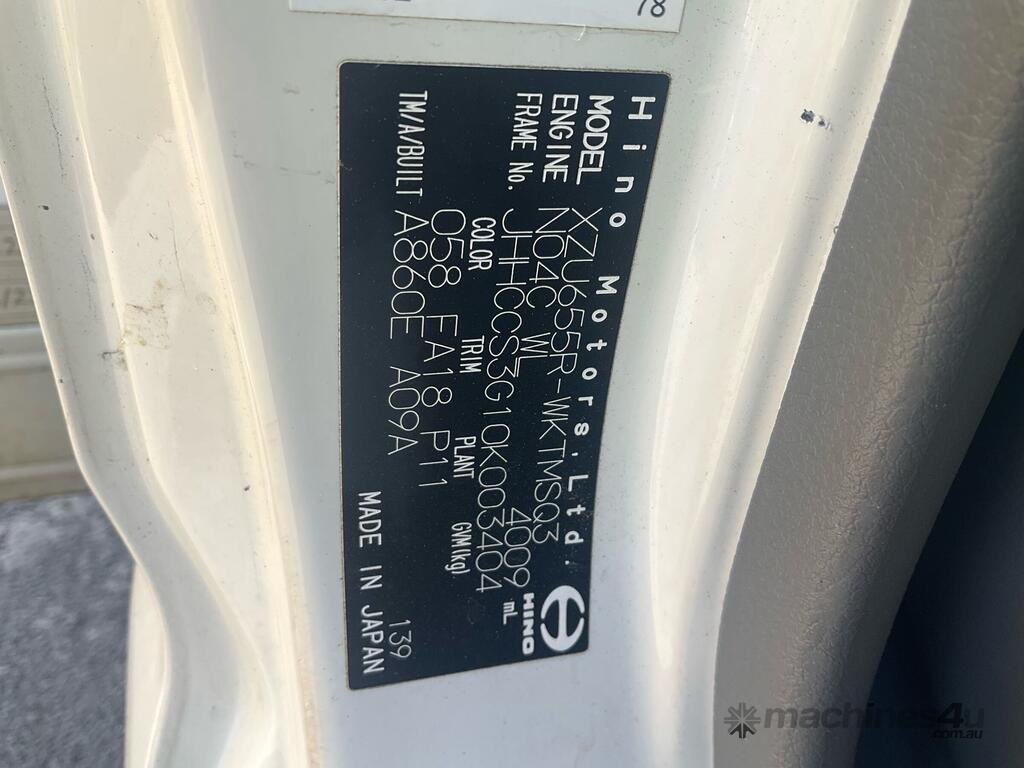 78
Hino Motors, Ltd.
MODEL XZU655R-WKTMSQ3
ENGINE N04C WL 4009 mL
FRAME No. JHHCCS3G10K003404
COLOR TRIM PLANT GVM(kg)
058 FA18 P11
TM/A/BUILT A860E A09A
139
MADE IN JAPAN
HINO
machines4u
.com.au